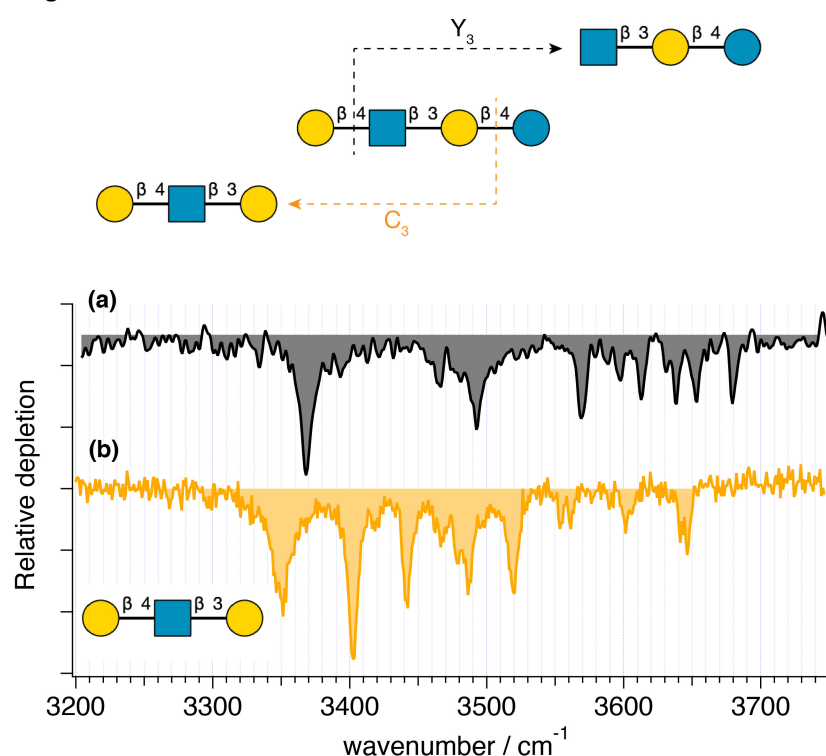 Y₃
β 3 β 4
β 4 β 3 β 4
β 4 β 3
C₃
(a)
(b)
Relative depletion
β 4 β 3
3200 3300 3400 3500 3600 3700
wavenumber / cm⁻¹